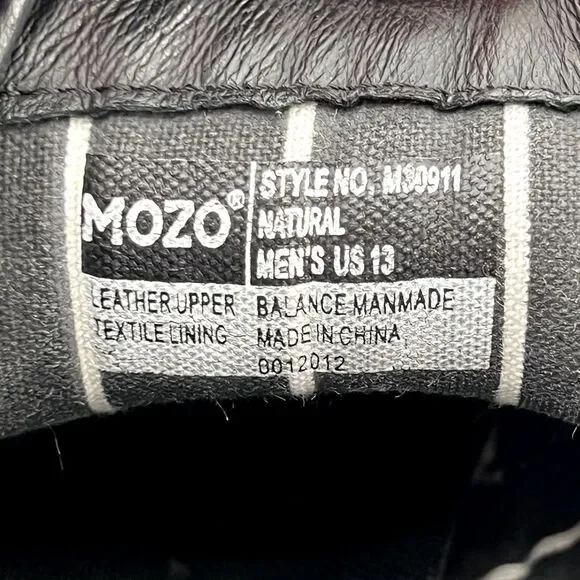 MOZO®
STYLE NO. M30911
NATURAL
MEN'S US 13
LEATHER UPPER
TEXTILE LINING
BALANCE MANMADE
MADE IN CHINA
0012012